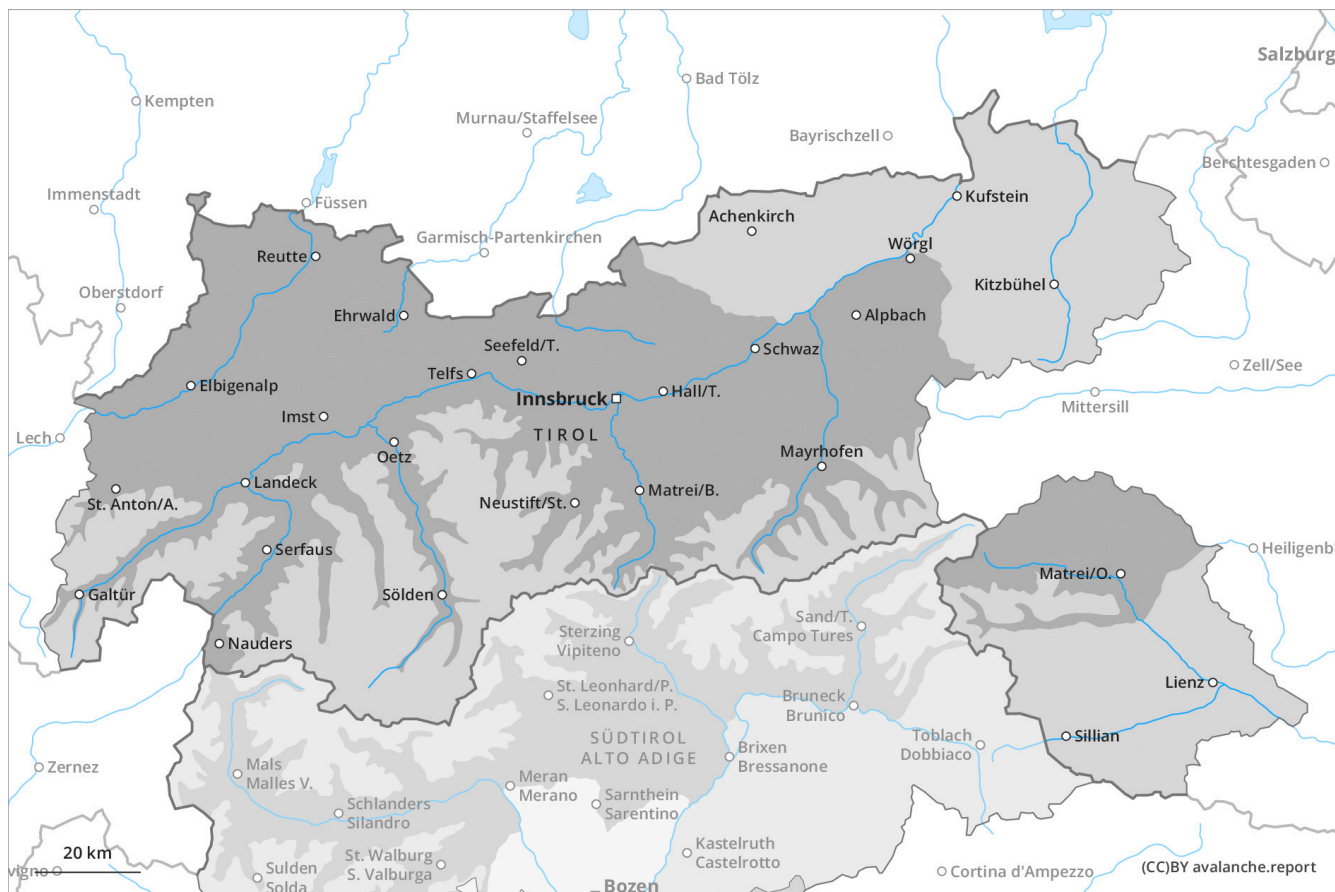 Salzburg
Bad Tölz
Kempten
Murnau/Staffelsee
Bayrischzell
Berchtesgaden
Immenstadt
Füssen
Kufstein
Achenkirch
Garmisch-Partenkirchen
Wörgl
Reutte
Kitzbühel
Oberstdorf
Ehrwald
Alpbach
Seefeld/T.
Schwaz
Zell/See
Telfs
Elbigenalp
Innsbruck
Hall/T.
Mittersill
Imst
TIROL
Lech
Oetz
Mayrhofen
Landeck
Matrei/B.
St. Anton/A.
Neustift/St.
Serfaus
Heiligenb
Matrei/O.
Galtür
Sölden
Sand/T.
Campo Tures
Sterzing
Vipiteno
Nauders
Lienz
St. Leonhard/P.
S. Leonardo i. P.
Bruneck
Brunico
SÜDTIROL
ALTO ADIGE
Toblach
Dobbiaco
Sillian
Brixen
Bressanone
Zernez
Mals
Malles V.
Meran
Merano
Sarnthein
Sarentino
Schlanders
Silandro
Kastelruth
Castelrotto
20 km
vigno
St. Walburg
S. Valburga
Sulden
Solda
Cortina d'Ampezzo
(CC)BY avalanche.report
Bozen